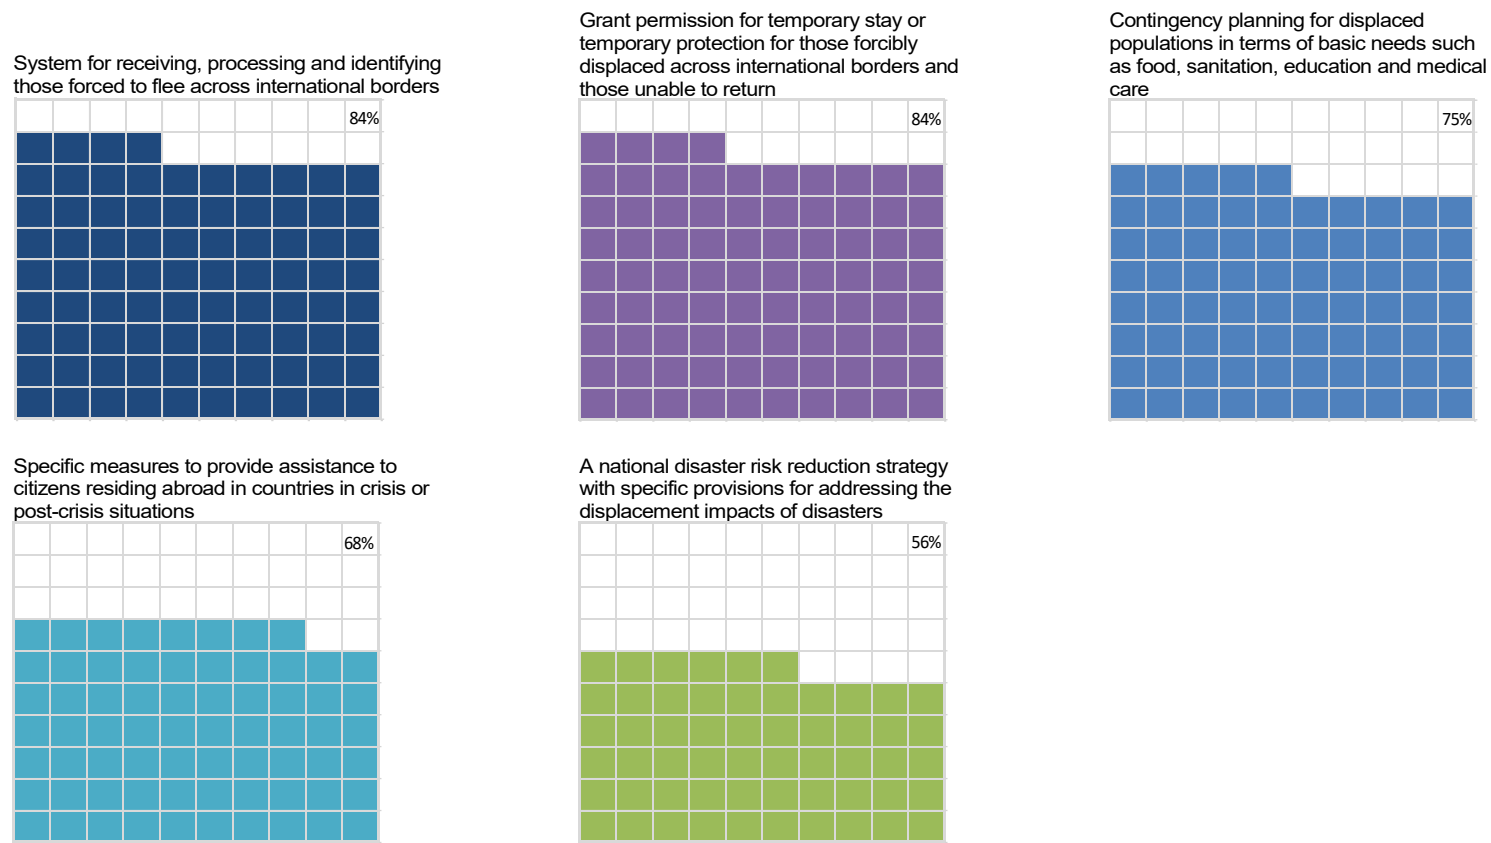 System for receiving, processing and identifying
those forced to flee across international borders
84%
Grant permission for temporary stay or
temporary protection for those forcibly
displaced across international borders and
those unable to return
84%
Contingency planning for displaced
populations in terms of basic needs such
as food, sanitation, education and medical
care
75%
Specific measures to provide assistance to
citizens residing abroad in countries in crisis or
post-crisis situations
68%
A national disaster risk reduction strategy
with specific provisions for addressing the
displacement impacts of disasters
56%